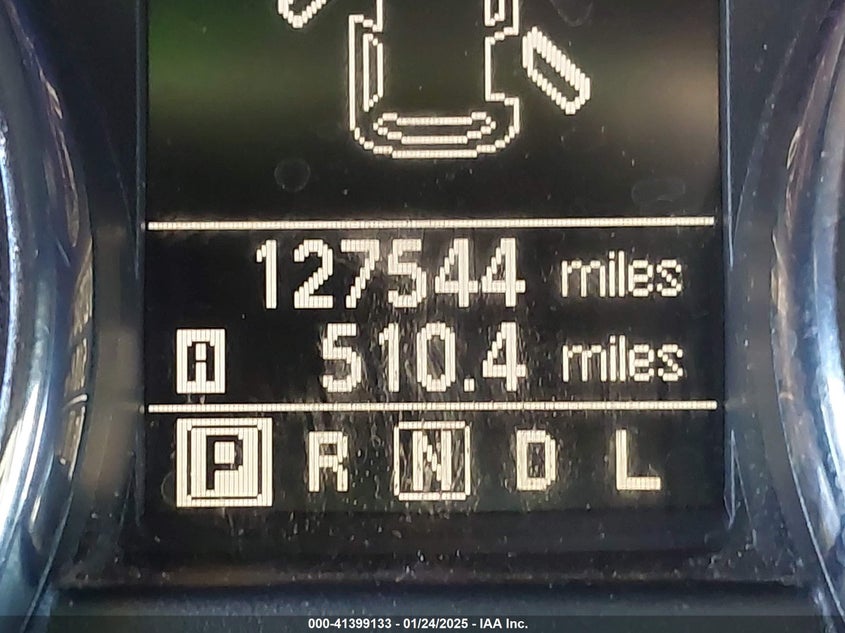 127544 miles
A 510.4 miles
P R N D L
000-41399133 - 01/24/2025 - IAA Inc.